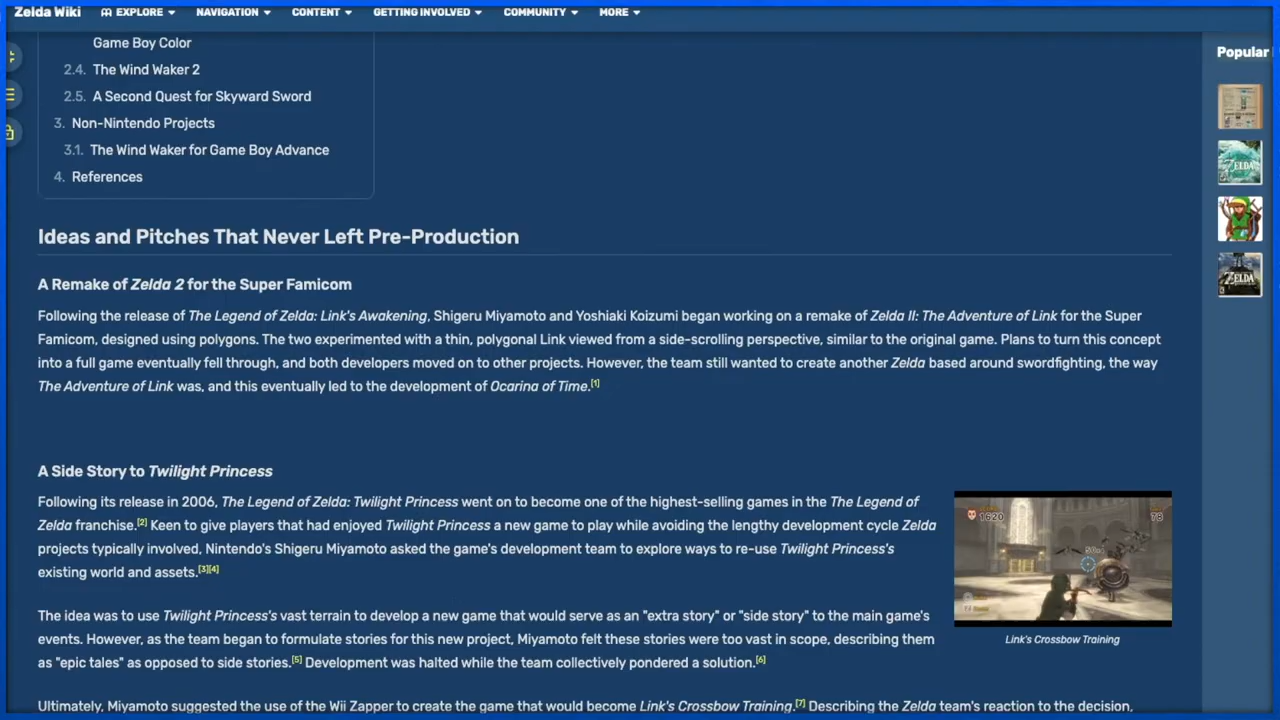 Zelda Wiki EXPLORE NAVIGATION CONTENT GETTING INVOLVED COMMUNITY MORE
Game Boy Color
2.4. The Wind Waker 2
2.5. A Second Quest for Skyward Sword
3. Non-Nintendo Projects
3.1. The Wind Waker for Game Boy Advance
4. References
Popular
ZELDA
ZELDA
Ideas and Pitches That Never Left Pre-Production
A Remake of Zelda 2 for the Super Famicom
Following the release of The Legend of Zelda: Link's Awakening, Shigeru Miyamoto and Yoshiaki Koizumi began working on a remake of Zelda II: The Adventure of Link for the Super
Famicom, designed using polygons. The two experimented with a thin, polygonal Link viewed from a side-scrolling perspective, similar to the original game. Plans to turn this concept
into a full game eventually fell through, and both developers moved on to other projects. However, the team still wanted to create another Zelda based around swordfighting, the way
The Adventure of Link was, and this eventually led to the development of Ocarina of Time.[1]
A Side Story to Twilight Princess
Following its release in 2006, The Legend of Zelda: Twilight Princess went on to become one of the highest-selling games in the The Legend of
Zelda franchise.[2] Keen to give players that had enjoyed Twilight Princess a new game to play while avoiding the lengthy development cycle Zelda
projects typically involved, Nintendo's Shigeru Miyamoto asked the game's development team to explore ways to re-use Twilight Princess's
existing world and assets.[3][4]
The idea was to use Twilight Princess's vast terrain to develop a new game that would serve as an "extra story" or "side story" to the main game's
events. However, as the team began to formulate stories for this new project, Miyamoto felt these stories were too vast in scope, describing them
as "epic tales" as opposed to side stories.[5] Development was halted while the team collectively pondered a solution.[6]
1620
78
Link's Crossbow Training
Ultimately, Miyamoto suggested the use of the Wii Zapper to create the game that would become Link's Crossbow Training.[7] Describing the Zelda team's reaction to the decision,